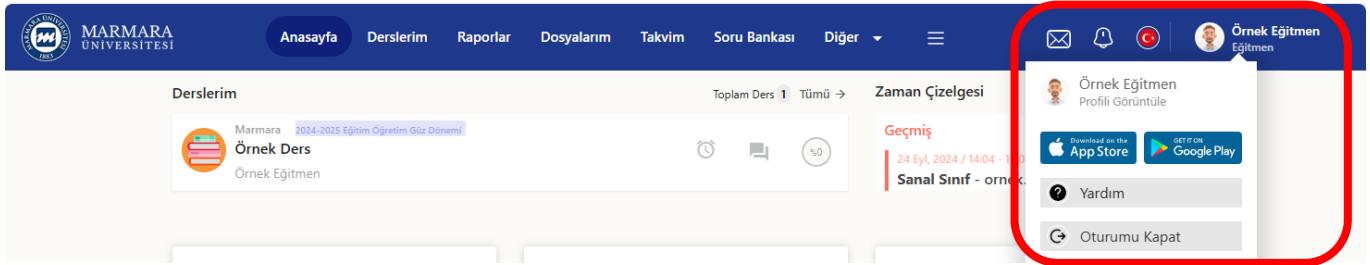 MARMARA
ÜNİVERSİTESİ
Anasayfa Derslerim Raporlar Dosyalarım Takvim Soru Bankası Diğer
Örnek Eğitmen
Eğitmen
Derslerim
Toplam Ders 1 Tümü →
Marmara 2024-2025 Eğitim Öğretim Güz Dönemi
Örnek Ders
Örnek Eğitmen
%0
Zaman Çizelgesi
Geçmiş
24 Eyl, 2024 / 14:04 -
Sanal Sınıf - ornek.
Örnek Eğitmen
Profili Görüntüle
Download on the
App Store
GET IT ON
Google Play
Yardım
Oturumu Kapat